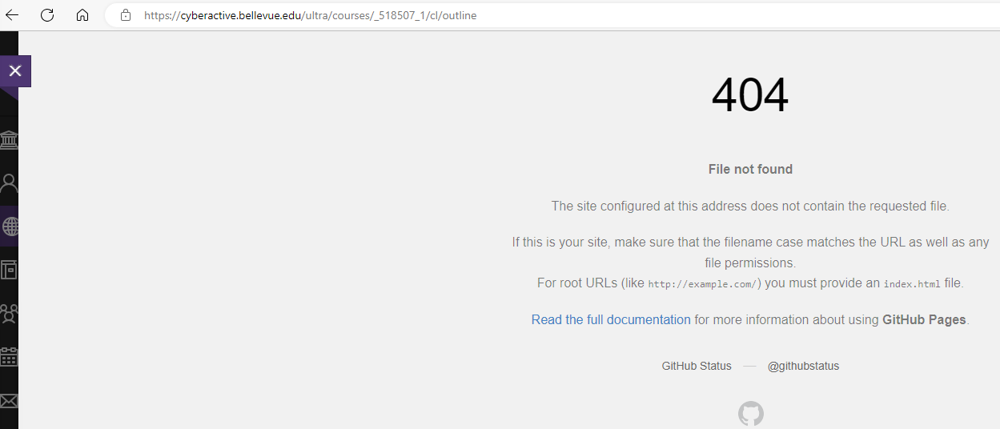 https://cyberactive.bellevue.edu/ultra/courses/_518507_1/cl/outline
404
File not found
The site configured at this address does not contain the requested file.
If this is your site, make sure that the filename case matches the URL as well as any
file permissions.
For root URLs (like http://example.com/) you must provide an index.html file.
Read the full documentation for more information about using GitHub Pages.
GitHub Status — @githubstatus